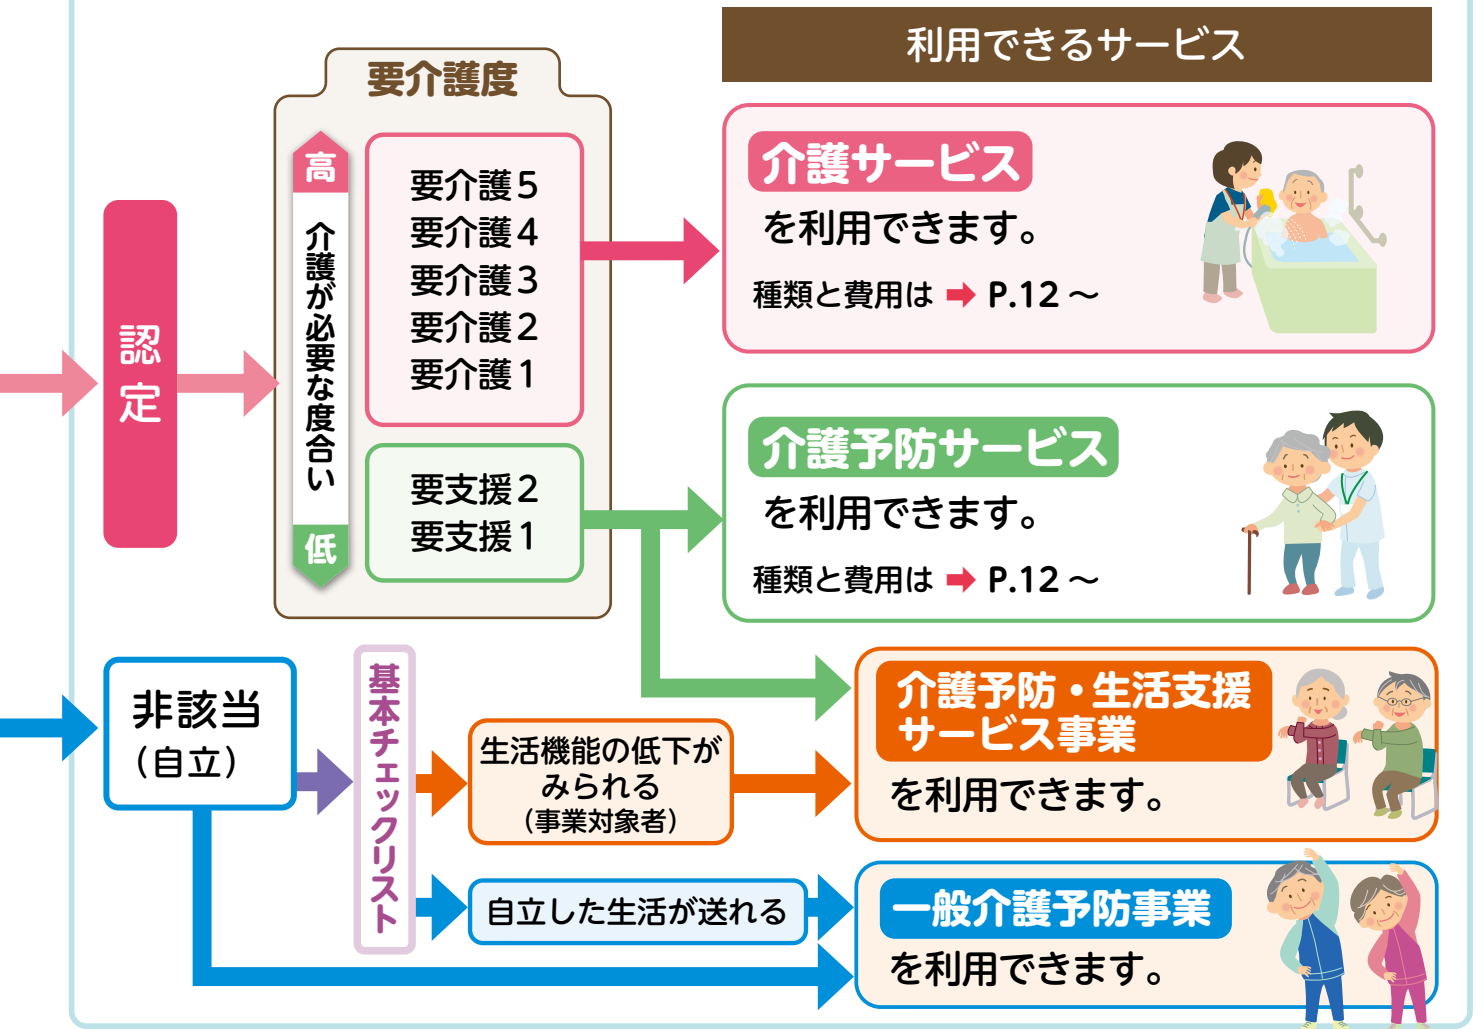 利用できるサービス
要介護度
高
介護が必要な度合い
低
要介護5
要介護4
要介護3
要介護2
要介護1
要支援2
要支援1
認定
介護サービス
を利用できます。
種類と費用は ➡ P.12 ～
介護予防サービス
を利用できます。
種類と費用は ➡ P.12 ～
非該当
（自立）
基本チェックリスト
生活機能の低下が
みられる
（事業対象者）
介護予防・生活支援
サービス事業
を利用できます。
自立した生活が送れる
一般介護予防事業
を利用できます。